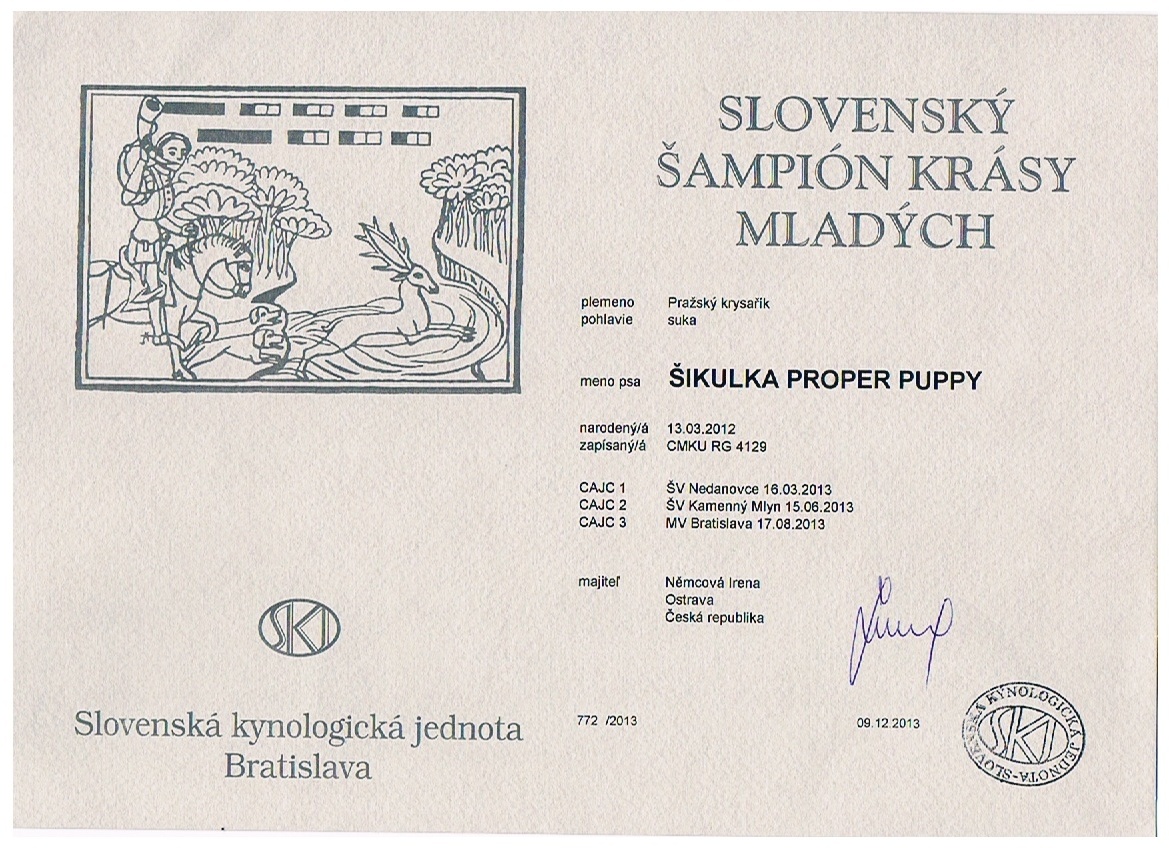 SLOVENSKÝ
ŠAMPIÓN KRÁSY
MLADÝCH
plemeno Pražský krysařik
pohlavie suka
meno psa ŠIKULKA PROPER PUPPY
narodený/á 13.03.2012
zapísaný/á CMKU RG 4129
CAJC 1 ŠV Nedanovce 16.03.2013
CAJC 2 ŠV Kamenný Mlyn 15.06.2013
CAJC 3 MV Bratislava 17.08.2013
majiteľ Němcová Irena
Ostrava
Česká republika
SKJ
Slovenská kynologická jednota
Bratislava
772 /2013
09.12.2013
SLOVENSKÁ KYNOLOGICKÁ JEDNOTA
SKJ